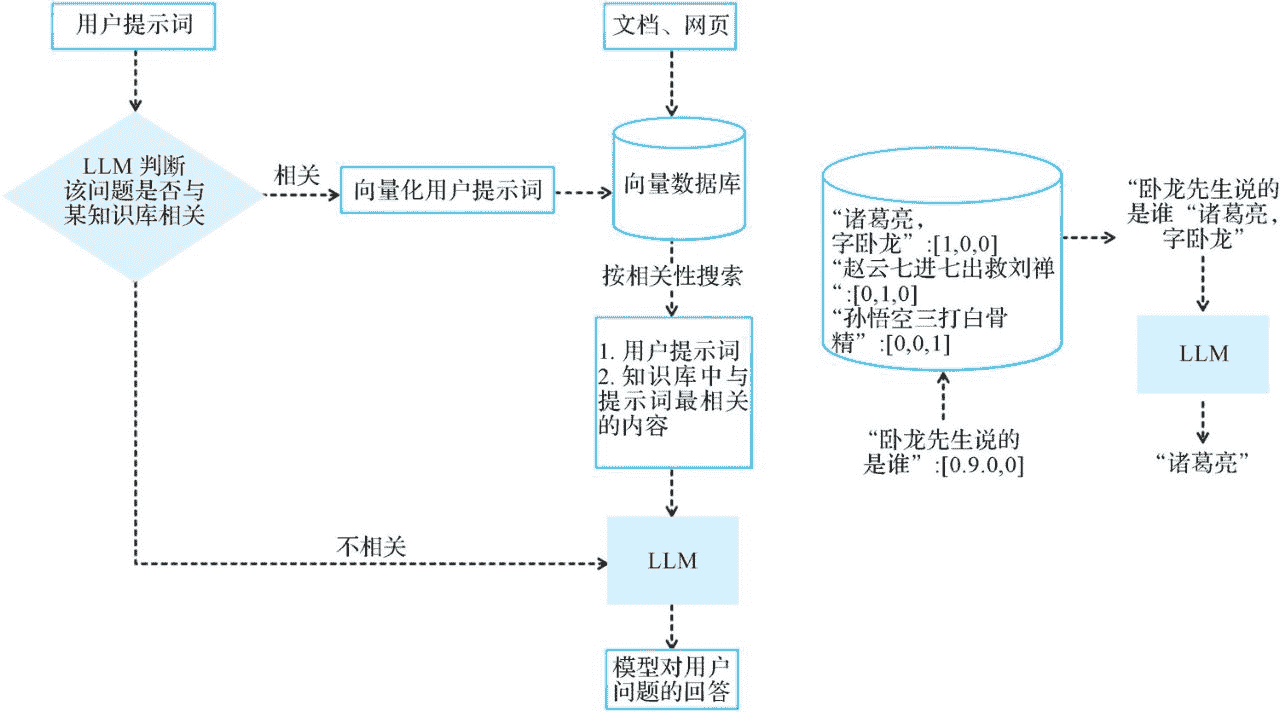 用户提示词
LLM 判断
该问题是否与
某知识库相关
相关
向量化用户提示词
文档、网页
向量数据库
按相关性搜索
1. 用户提示词
2. 知识库中与
提示词最相关
的内容
不相关
LLM
模型对用户
问题的回答
“诸葛亮，
字卧龙”:[1,0,0]
“赵云七进七出救刘禅
“:[0,1,0]
“孙悟空三打白骨
精”:[0,0,1]
“卧龙先生说的
是谁”:[0.9.0,0]
“卧龙先生说的
是谁“诸葛亮，
字卧龙”
LLM
“诸葛亮”